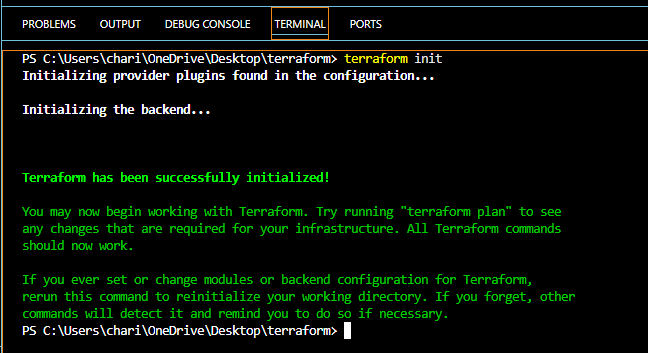 PROBLEMS OUTPUT DEBUG CONSOLE TERMINAL PORTS
PS C:\Users\chari\OneDrive\Desktop\terraform> terraform init
Initializing provider plugins found in the configuration...
Initializing the backend...
Terraform has been successfully initialized!
You may now begin working with Terraform. Try running "terraform plan" to see
any changes that are required for your infrastructure. All Terraform commands
should now work.
If you ever set or change modules or backend configuration for Terraform,
rerun this command to reinitialize your working directory. If you forget, other
commands will detect it and remind you to do so if necessary.
PS C:\Users\chari\OneDrive\Desktop\terraform>